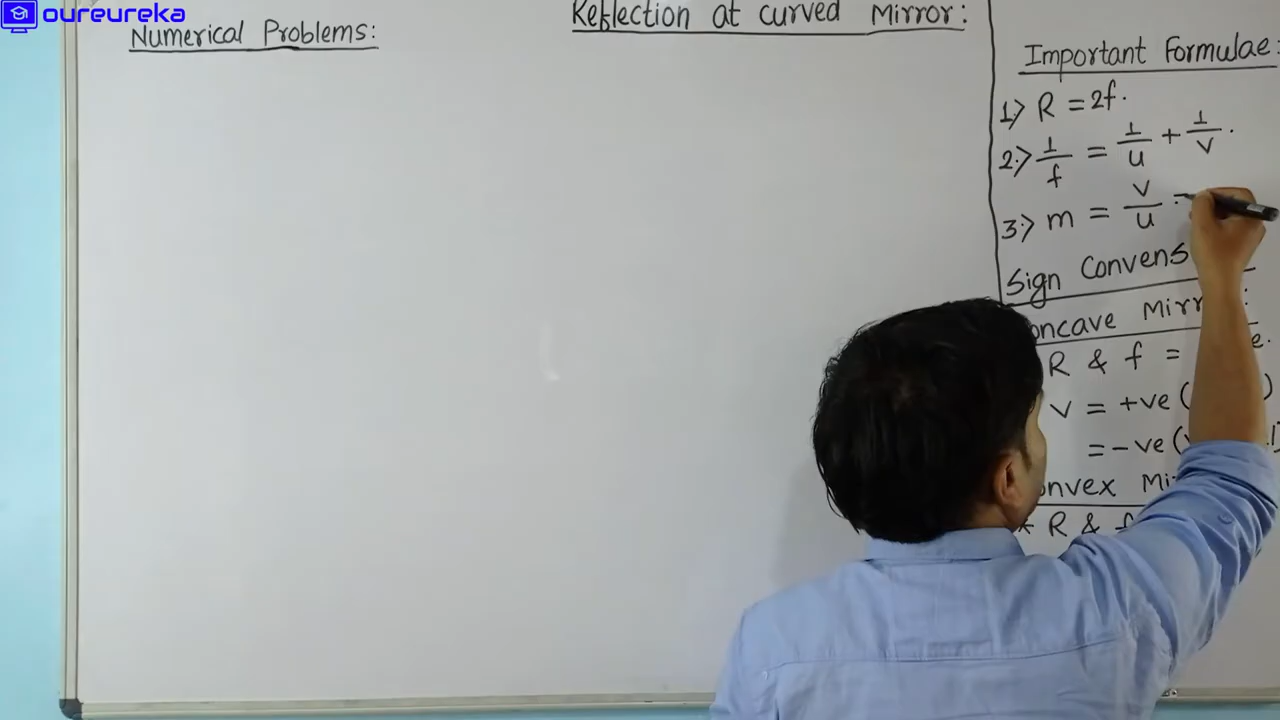 oureureka
Numerical Problems:
Reflection at curved Mirror:
Important Formulae:
1:> R = 2f.
2:> 1/f = 1/u + 1/v.
3:> m = v/u
Sign Convens
oncave Mirr :
R & f = e.
v = +ve ( )
= -ve (
onvex Mi
* R & f